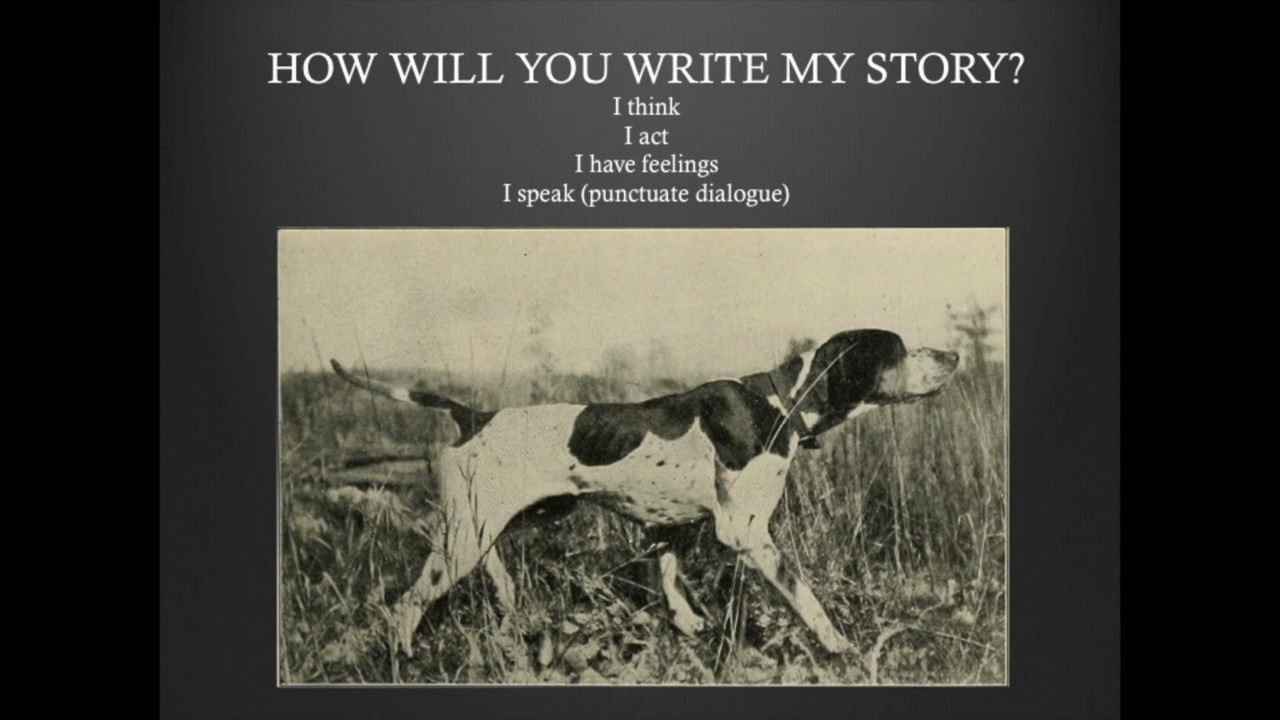 HOW WILL YOU WRITE MY STORY?
I think
I act
I have feelings
I speak (punctuate dialogue)